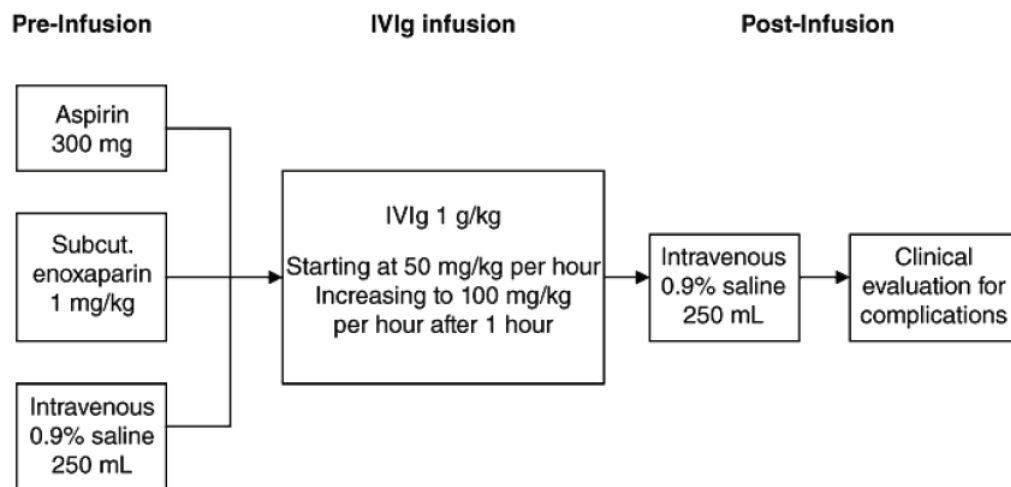 Pre-Infusion
IVIg infusion
Post-Infusion
Aspirin
300 mg
Subcut.
enoxaparin
1 mg/kg
Intravenous
0.9% saline
250 mL
IVIg 1 g/kg
Starting at 50 mg/kg per hour
Increasing to 100 mg/kg
per hour after 1 hour
Intravenous
0.9% saline
250 mL
Clinical
evaluation for
complications